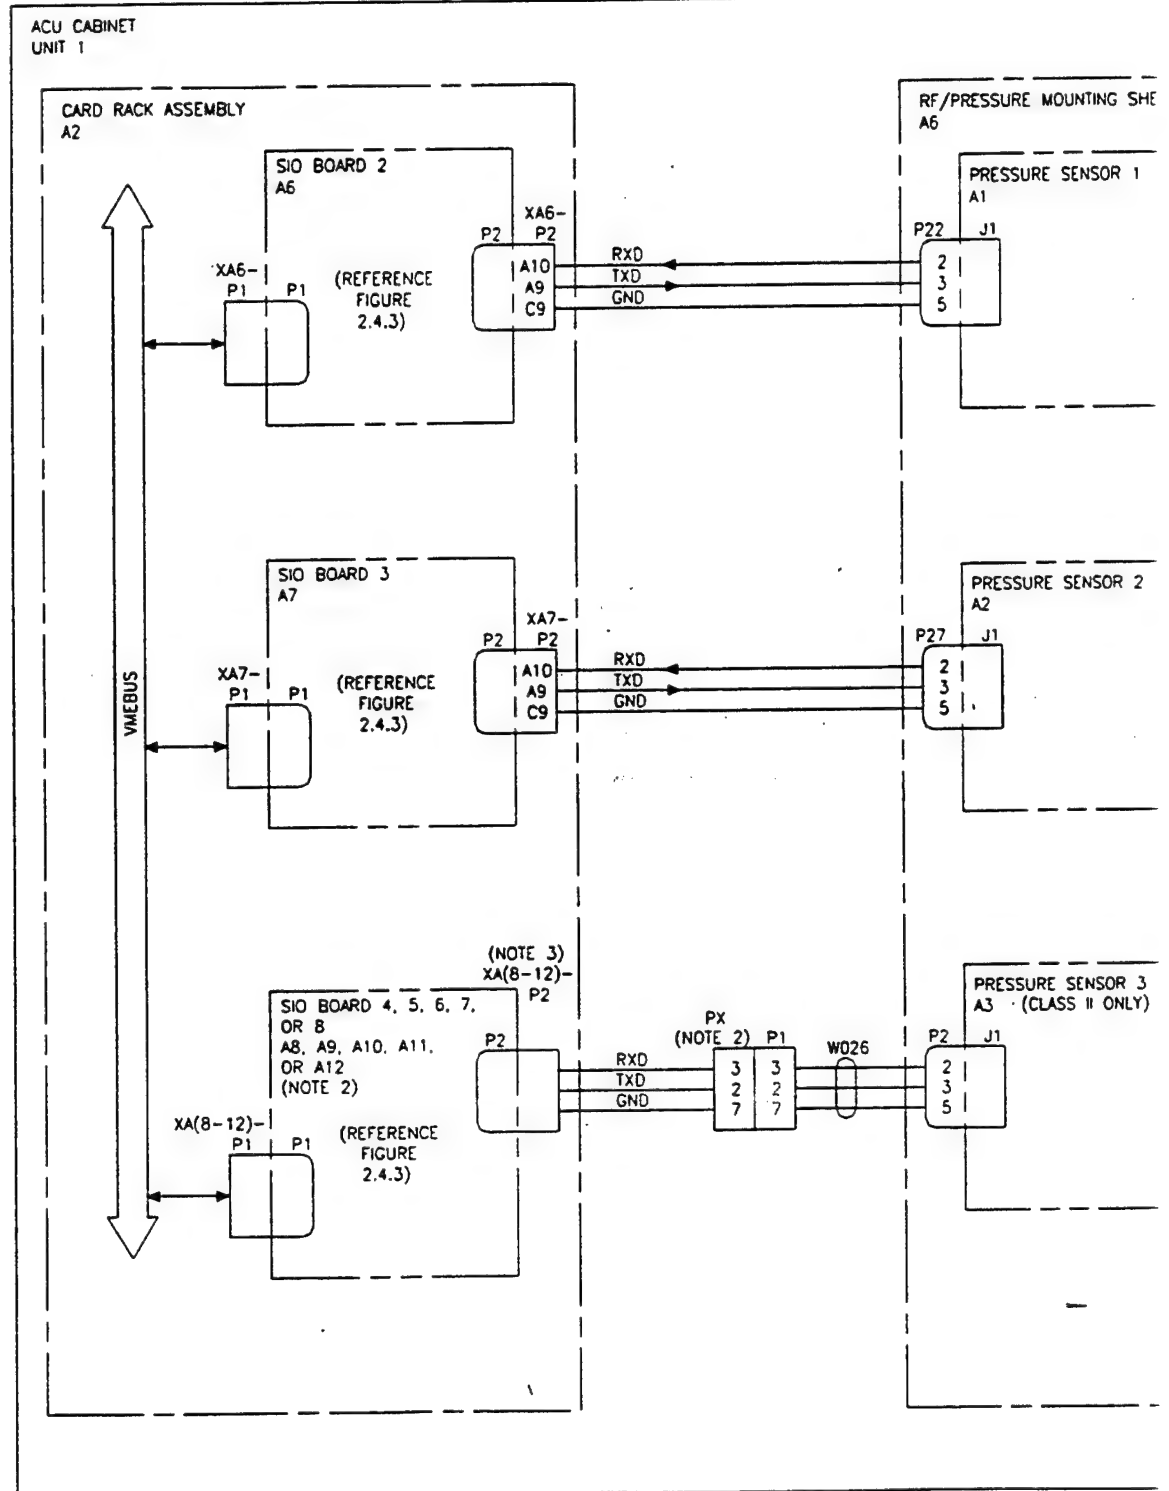 ACU CABINET
UNIT 1
CARD RACK ASSEMBLY
A2
RF/PRESSURE MOUNTING SHE
A6
SIO BOARD 2
A6
PRESSURE SENSOR 1
A1
XA6-
P2 P2
P22 J1
A10 RXD 2
A9 TXD 3
C9 GND 5
XA6-
P1 P1
(REFERENCE
FIGURE
2.4.3)
SIO BOARD 3
A7
PRESSURE SENSOR 2
A2
XA7-
P2 P2
P27 J1
A10 RXD 2
A9 TXD 3
C9 GND 5
XA7-
P1 P1
(REFERENCE
FIGURE
2.4.3)
VMEBUS
(NOTE 3)
XA(8-12)-
P2
SIO BOARD 4, 5, 6, 7,
OR 8
A8, A9, A10, A11,
OR A12
(NOTE 2)
PRESSURE SENSOR 3
A3 (CLASS II ONLY)
P2
PX
(NOTE 2) P1
W026
P2 J1
RXD 3 3 2
TXD 2 2 3
GND 7 7 5
XA(8-12)-
P1 P1
(REFERENCE
FIGURE
2.4.3)